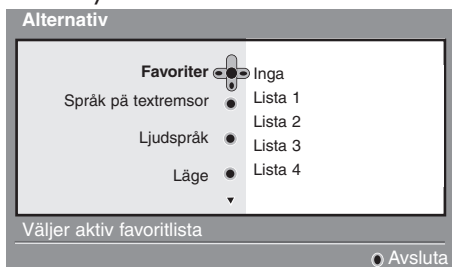 Alternativ
Favoriter
Inga
Språk på textremsor
Lista 1
Lista 2
Ljudspråk
Lista 3
Läge
Lista 4
Väljer aktiv favoritlista
Avsluta